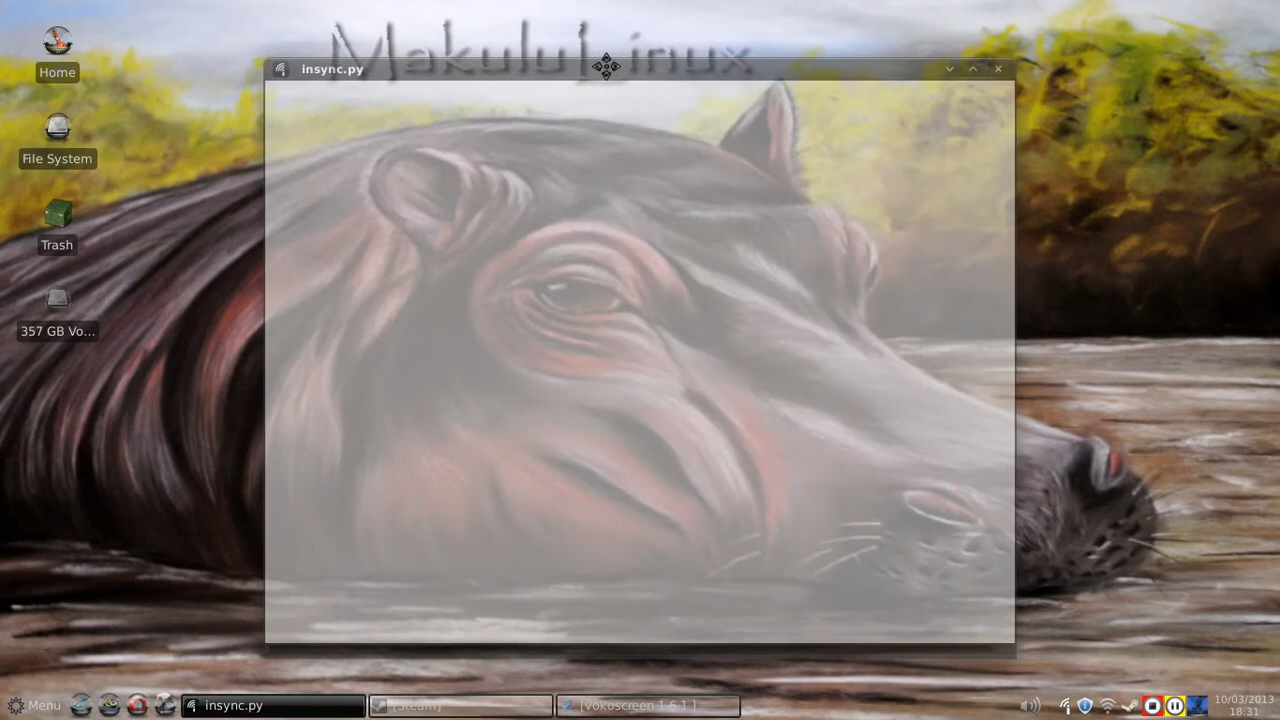 MakuluLinux
insync.py
Home
File System
Trash
357 GB Vo...
Menu
insync.py
[Steam]
[vokoscreen 1.6.1 ]
10/03/2013
18:31